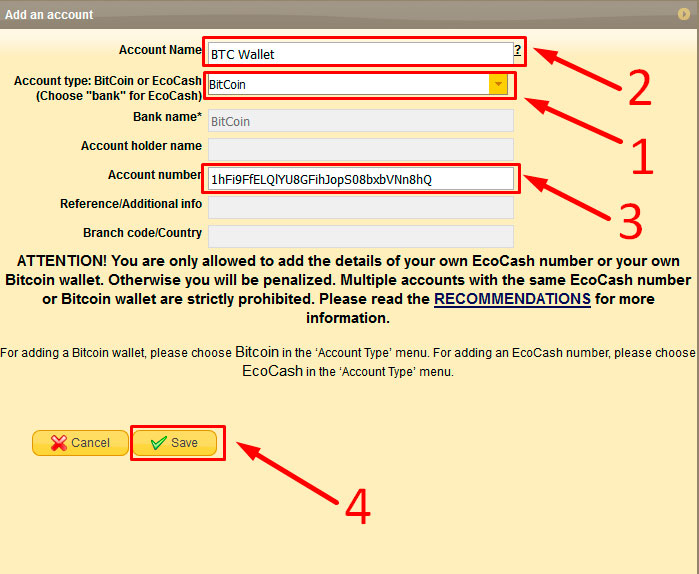 Add an account
Account Name
BTC Wallet
?
2
Account type: BitCoin or EcoCash
(Choose "bank" for EcoCash)
BitCoin
1
Bank name*
BitCoin
Account holder name
Account number
1hFi9FfELQlYU8GFihJopS08bxbVNn8hQ
3
Reference/Additional info
Branch code/Country
ATTENTION! You are only allowed to add the details of your own EcoCash number or your own
Bitcoin wallet. Otherwise you will be penalized. Multiple accounts with the same EcoCash number
or Bitcoin wallet are strictly prohibited. Please read the RECOMMENDATIONS for more
information.
For adding a Bitcoin wallet, please choose Bitcoin in the ‘Account Type’ menu. For adding an EcoCash number, please choose
EcoCash in the ‘Account Type’ menu.
Cancel
Save
4